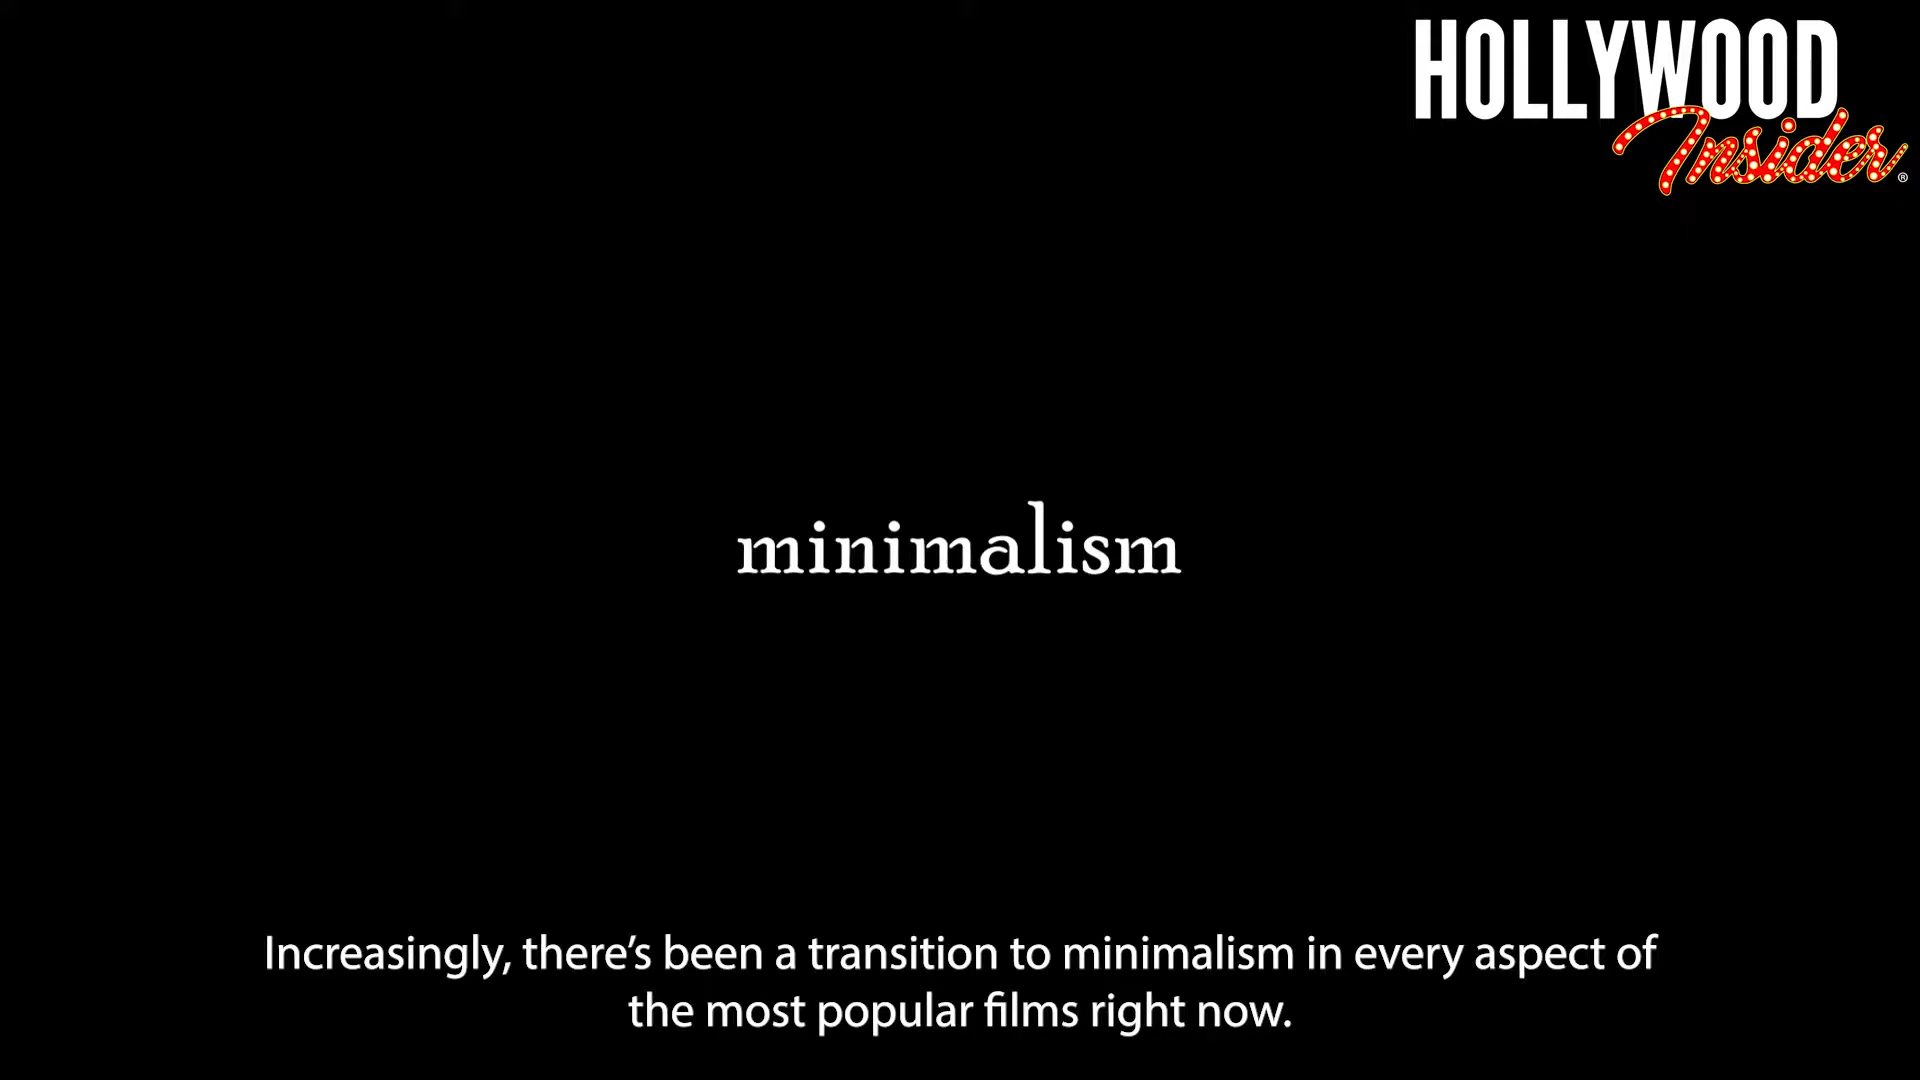 HOLLYWOOD
Insider®
minimalism
Increasingly, there’s been a transition to minimalism in every aspect of
the most popular films right now.